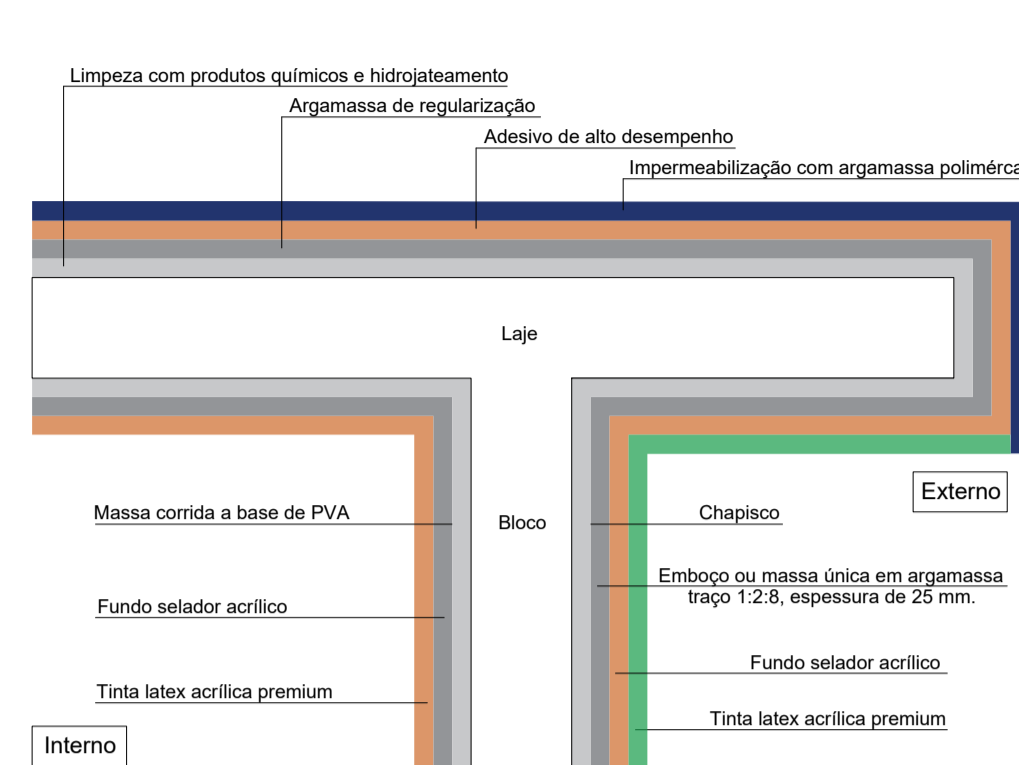 Limpeza com produtos químicos e hidrojateamento
Argamassa de regularização
Adesivo de alto desempenho
Impermeabilização com argamassa polimérca
Laje
Externo
Massa corrida a base de PVA
Bloco
Chapisco
Emboço ou massa única em argamassa
traço 1:2:8, espessura de 25 mm.
Fundo selador acrílico
Fundo selador acrílico
Tinta latex acrílica premium
Tinta latex acrílica premium
Interno